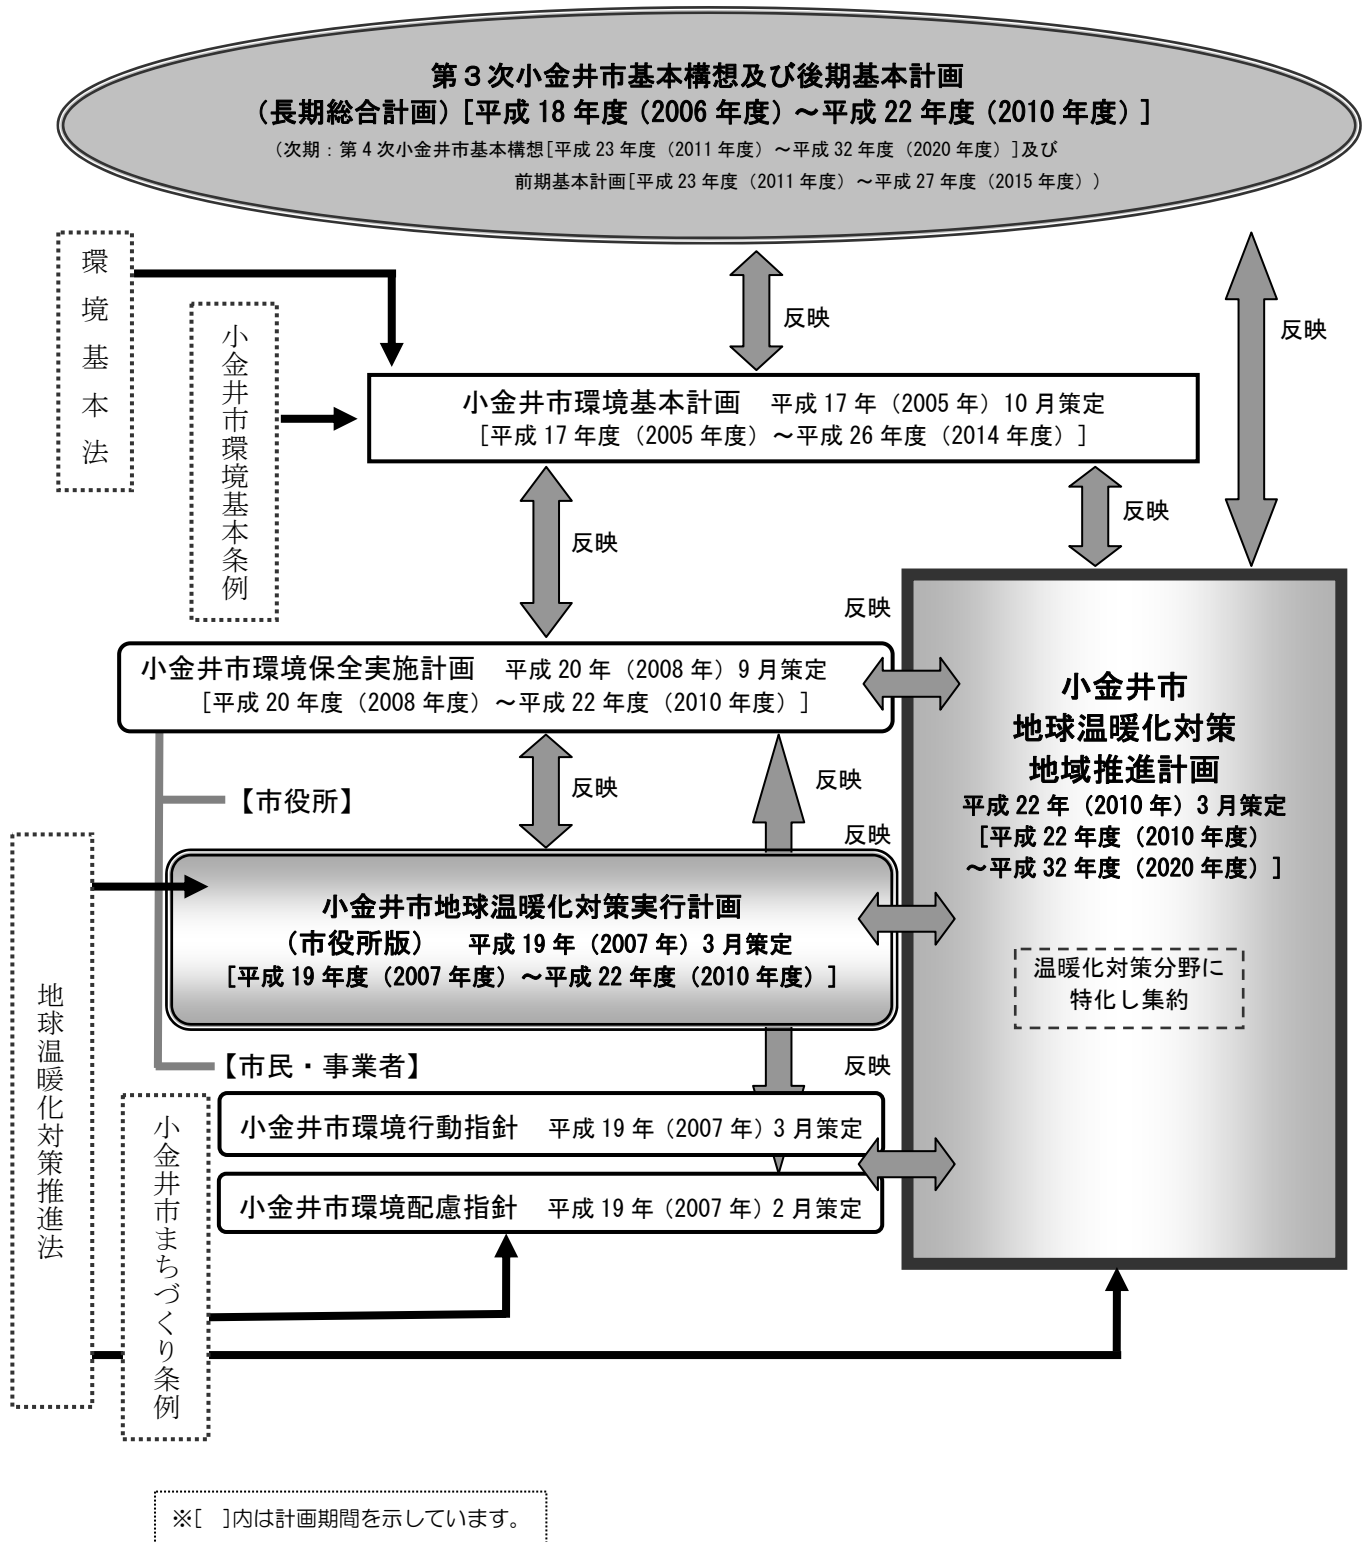 第３次小金井市基本構想及び後期基本計画
（長期総合計画）[平成 18 年度（2006 年度）～平成 22 年度（2010 年度）]
（次期：第 4 次小金井市基本構想[平成 23 年度（2011 年度）～平成 32 年度（2020 年度）]及び
前期基本計画[平成 23 年度（2011 年度）～平成 27 年度（2015 年度））
環境基本法
小金井市環境基本条例
反映
反映
小金井市環境基本計画　平成 17 年（2005 年）10 月策定
[平成 17 年度（2005 年度）～平成 26 年度（2014 年度）]
反映
反映
反映
小金井市環境保全実施計画　平成 20 年（2008 年）9 月策定
[平成 20 年度（2008 年度）～平成 22 年度（2010 年度）]
小金井市
地球温暖化対策
地域推進計画
平成 22 年（2010 年）3 月策定
[平成 22 年度（2010 年度）
～平成 32 年度（2020 年度）]
温暖化対策分野に
特化し集約
【市役所】
反映
反映
反映
小金井市地球温暖化対策実行計画
（市役所版）　平成 19 年（2007 年）3 月策定
[平成 19 年度（2007 年度）～平成 22 年度（2010 年度）]
【市民・事業者】
反映
小金井市環境行動指針　平成 19 年（2007 年）3 月策定
小金井市環境配慮指針　平成 19 年（2007 年）2 月策定
地球温暖化対策推進法
小金井市まちづくり条例
※[　]内は計画期間を示しています。